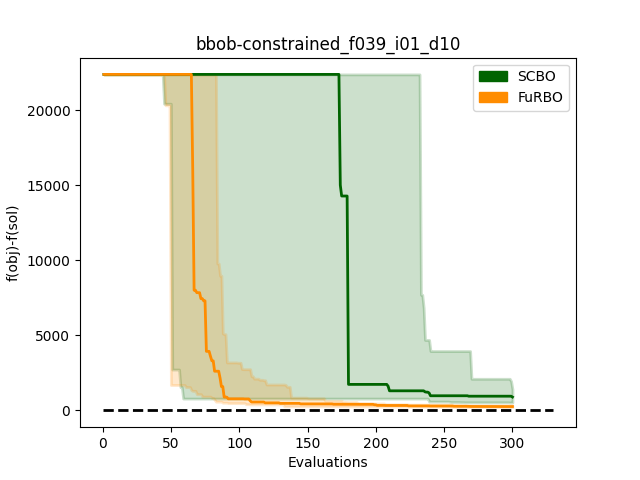 bbob-constrained_f039_i01_d10
SCBO
FuRBO
f(obj)-f(sol)
20000
15000
10000
5000
0
0 50 100 150 200 250 300
Evaluations